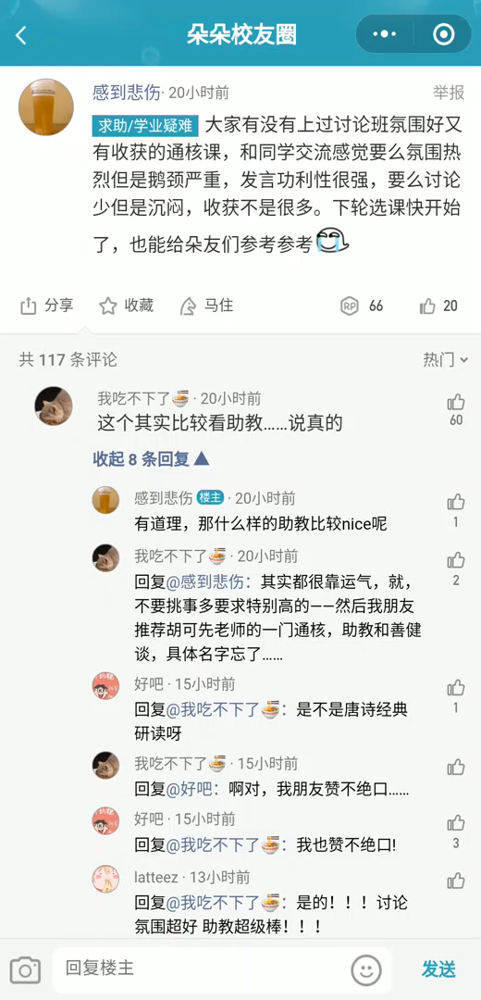 朵朵校友圈
感到悲伤· 20小时前
举报
求助/学业疑难 大家有没有上过讨论班氛围好又
有收获的通核课，和同学交流感觉要么氛围热
烈但是鹅颈严重，发言功利性很强，要么讨论
少但是沉闷，收获不是很多。下轮选课快开始
了，也能给朵友们参考参考
分享
收藏
马住
RP 66
20
共 117 条评论
热门
我吃不下了🍜 · 20小时前
这个其实比较看助教......说真的
60
收起 8 条回复▲
感到悲伤 楼主 · 20小时前
有道理，那什么样的助教比较nice呢
1
我吃不下了🍜 · 20小时前
回复@感到悲伤：其实都很靠运气，就，
不要挑事多要求特别高的——然后我朋友
推荐胡可先老师的一门通核，助教和善健
谈，具体名字忘了......
2
好吧 · 15小时前
回复@我吃不下了🍜：是不是唐诗经典
研读呀
1
我吃不下了🍜 · 15小时前
回复@好吧：啊对，我朋友赞不绝口......
好吧 · 15小时前
回复@我吃不下了🍜：我也赞不绝口!
3
latteez · 13小时前
回复@我吃不下了🍜：是的！！！讨论
氛围超好 助教超级棒！！！
回复楼主
发送